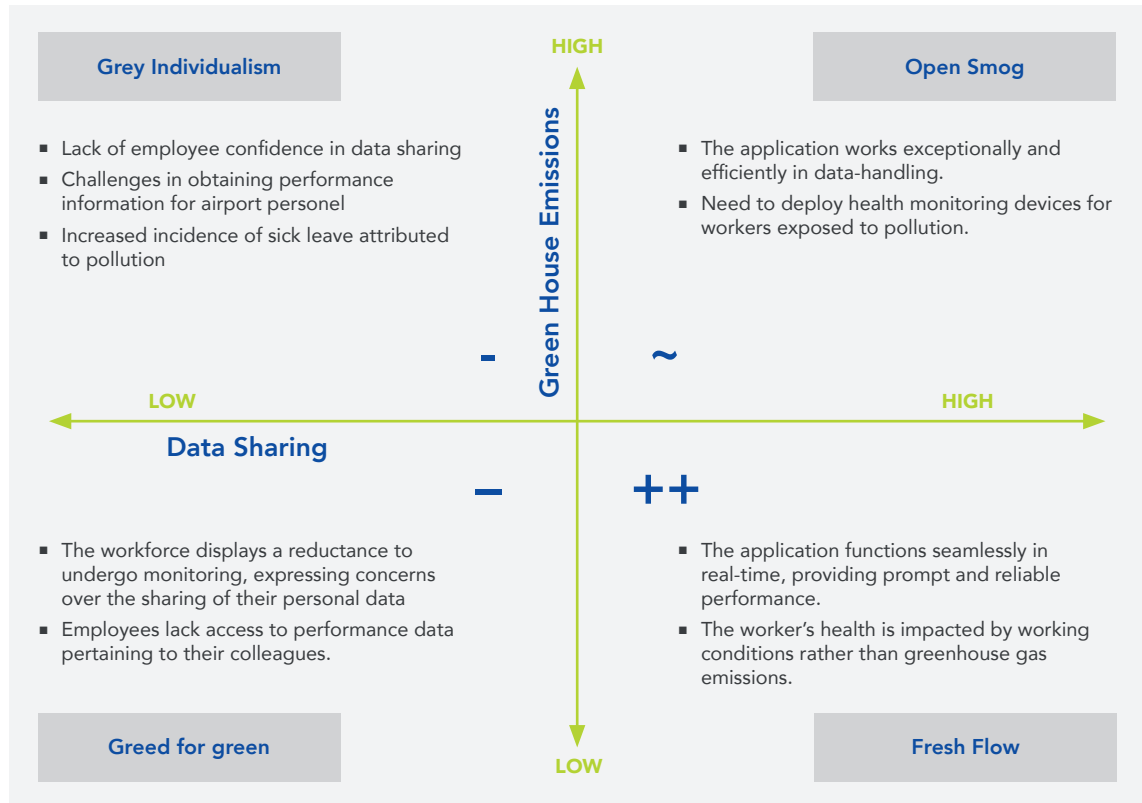 Grey Individualism
HIGH
Open Smog
▪ Lack of employee confidence in data sharing
▪ Challenges in obtaining performance
information for airport personel
▪ Increased incidence of sick leave attributed
to pollution
Green House Emissions
▪ The application works exceptionally and
efficiently in data-handling.
▪ Need to deploy health monitoring devices for
workers exposed to pollution.
-
~
LOW
HIGH
Data Sharing
–
++
▪ The workforce displays a reductance to
undergo monitoring, expressing concerns
over the sharing of their personal data
▪ Employees lack access to performance data
pertaining to their colleagues.
▪ The application functions seamlessly in
real-time, providing prompt and reliable
performance.
▪ The worker’s health is impacted by working
conditions rather than greenhouse gas
emissions.
Greed for green
LOW
Fresh Flow